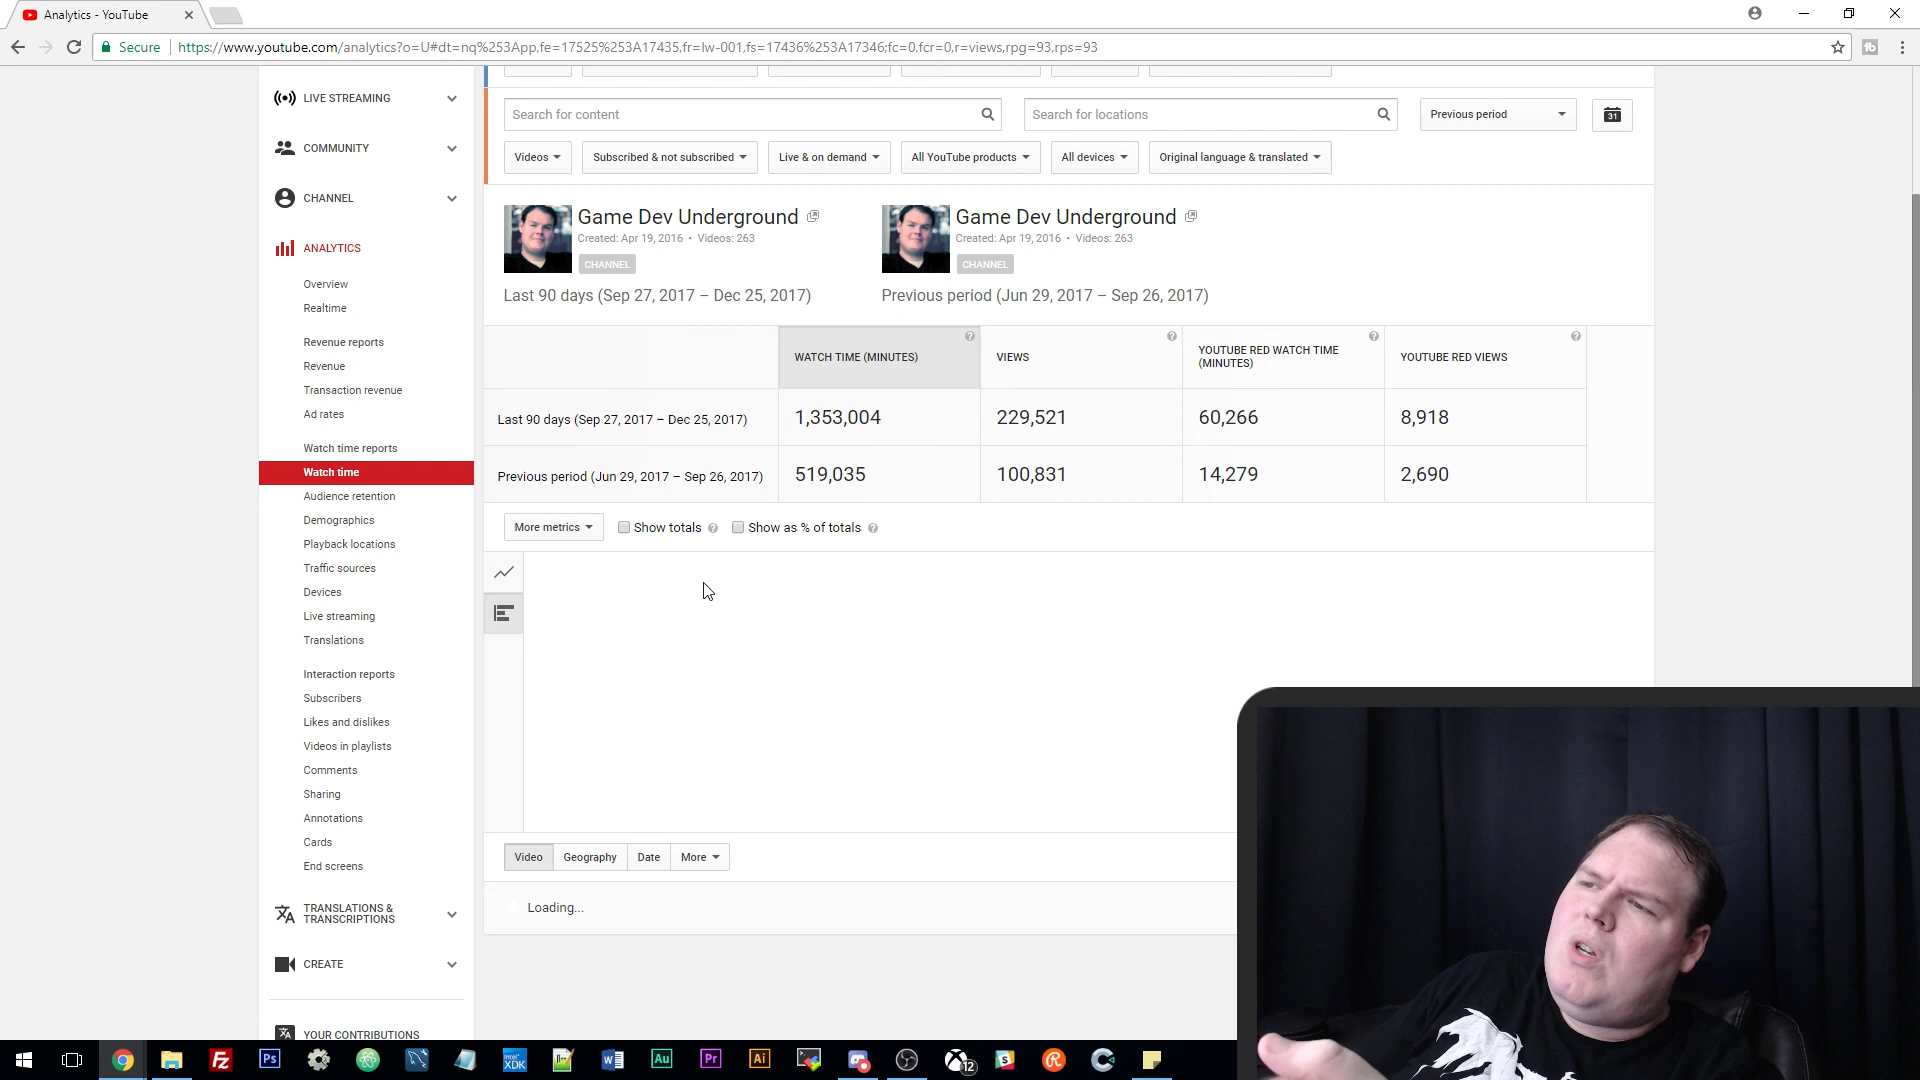 Analytics - YouTube
Secure
https://www.youtube.com/analytics?o=U#dt=nq%253App,fe=17525%253A17435,fr=lw-001,fs=17436%253A17346;fc=0,fcr=0,r=views,rpg=93,rps=93
LIVE STREAMING
COMMUNITY
CHANNEL
ANALYTICS
Overview
Realtime
Revenue reports
Revenue
Transaction revenue
Ad rates
Watch time reports
Watch time
Audience retention
Demographics
Playback locations
Traffic sources
Devices
Live streaming
Translations
Interaction reports
Subscribers
Likes and dislikes
Videos in playlists
Comments
Sharing
Annotations
Cards
End screens
TRANSLATIONS &
TRANSCRIPTIONS
CREATE
YOUR CONTRIBUTIONS
Search for content
Search for locations
Previous period
31
Videos
Subscribed & not subscribed
Live & on demand
All YouTube products
All devices
Original language & translated
Game Dev Underground
Created: Apr 19, 2016 • Videos: 263
CHANNEL
Last 90 days (Sep 27, 2017 – Dec 25, 2017)
Game Dev Underground
Created: Apr 19, 2016 • Videos: 263
CHANNEL
Previous period (Jun 29, 2017 – Sep 26, 2017)
WATCH TIME (MINUTES)
VIEWS
YOUTUBE RED WATCH TIME
(MINUTES)
YOUTUBE RED VIEWS
Last 90 days (Sep 27, 2017 – Dec 25, 2017)
1,353,004
229,521
60,266
8,918
Previous period (Jun 29, 2017 – Sep 26, 2017)
519,035
100,831
14,279
2,690
More metrics
Show totals
Show as % of totals
Video
Geography
Date
More
Loading...
Fz
Ps
Intel
XDK
Au
Pr
Ai
12